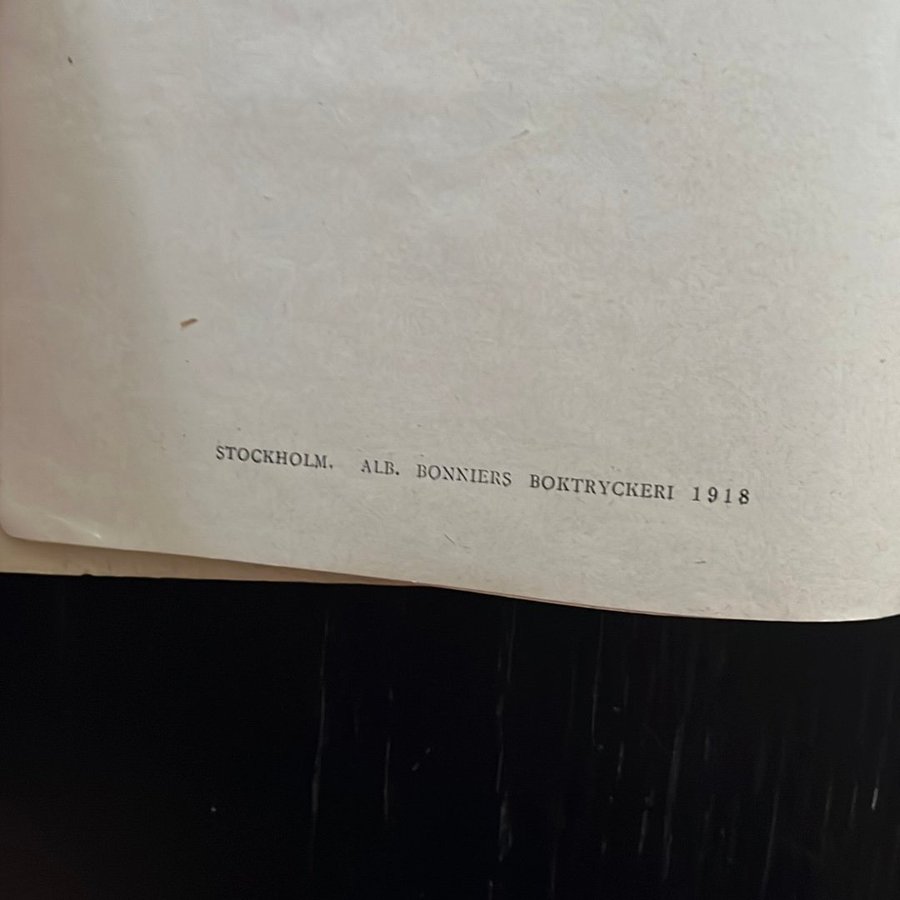 STOCKHOLM. ALB. BONNIERS BOKTRYCKERI 1918